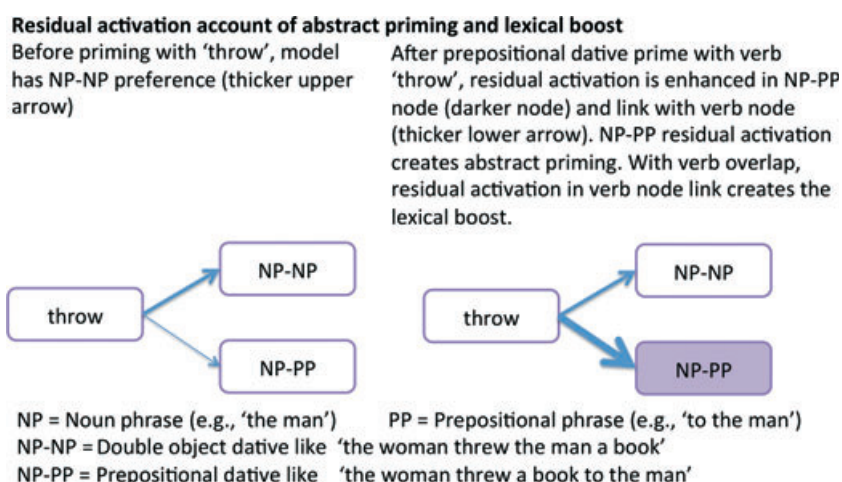 Residual activation account of abstract priming and lexical boost
Before priming with ‘throw’, model
has NP-NP preference (thicker upper
arrow)
After prepositional dative prime with verb
‘throw’, residual activation is enhanced in NP-PP
node (darker node) and link with verb node
(thicker lower arrow). NP-PP residual activation
creates abstract priming. With verb overlap,
residual activation in verb node link creates the
lexical boost.
throw
NP-NP
NP-PP
throw
NP-NP
NP-PP
NP = Noun phrase (e.g., ‘the man’)
PP = Prepositional phrase (e.g., ‘to the man’)
NP-NP = Double object dative like ‘the woman threw the man a book’
NP-PP = Prepositional dative like ‘the woman threw a book to the man’